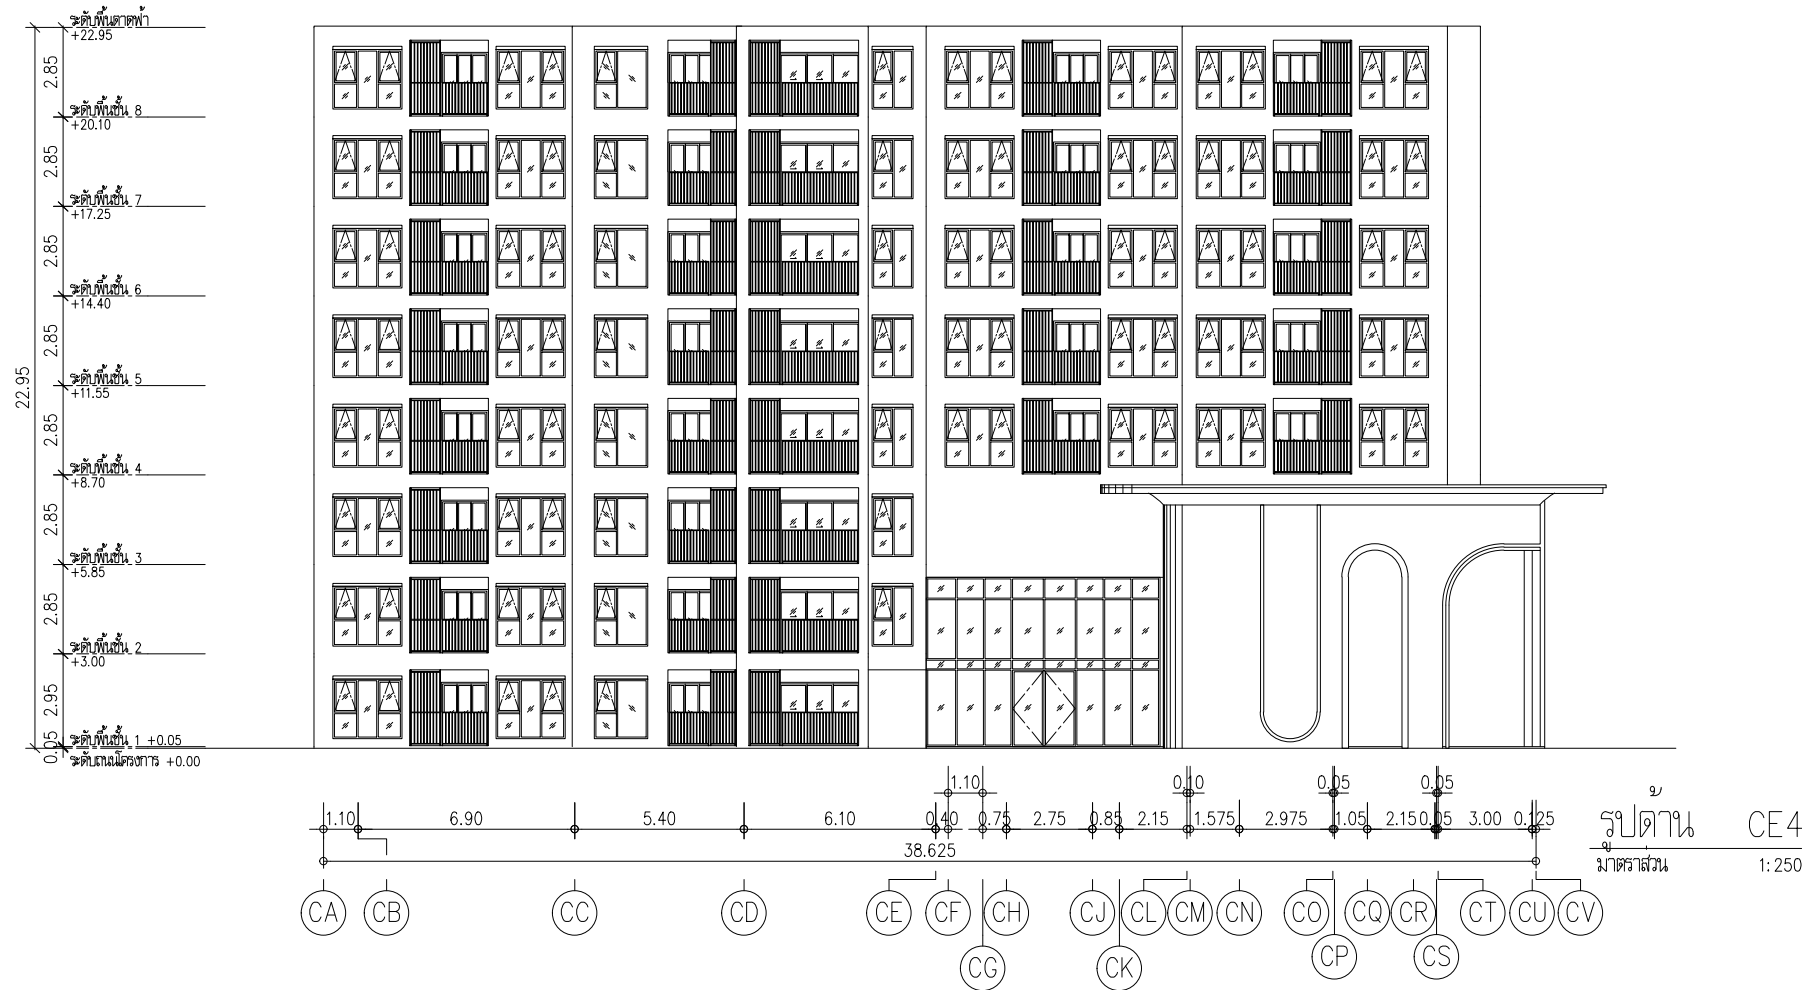 ระดับพื้นดาดฟ้า
+22.95
2.85
ระดับพื้นชั้น 8
+20.10
2.85
ระดับพื้นชั้น 7
+17.25
2.85
ระดับพื้นชั้น 6
+14.40
2.85
ระดับพื้นชั้น 5
+11.55
22.95
2.85
ระดับพื้นชั้น 4
+8.70
2.85
ระดับพื้นชั้น 3
+5.85
2.85
ระดับพื้นชั้น 2
+3.00
2.95
ระดับพื้นชั้น 1 +0.05
0.05
ระดับถนนโครงการ +0.00
1.10 0.10 0.05 0.05
1.10 6.90 5.40 6.10 0.40 0.75 2.75 0.85 2.15 1.575 2.975 1.05 2.15 0.05 3.00 0.125
38.625
รูปด้าน CE4
มาตราส่วน 1:250
CA CB CC CD CE CF CH CJ CL CM CN CO CQ CR CT CU CV
CG CK CP CS